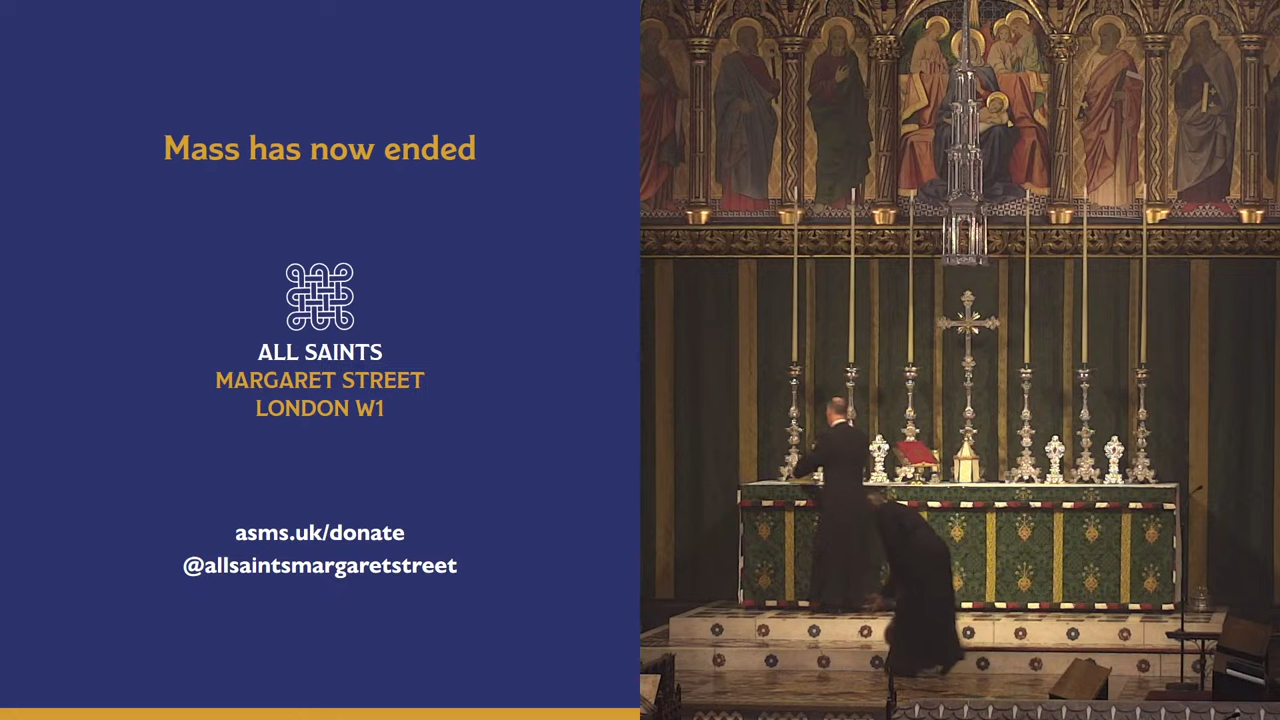 Mass has now ended
ALL SAINTS
MARGARET STREET
LONDON W1
asms.uk/donate
@allsaintsmargaretstreet